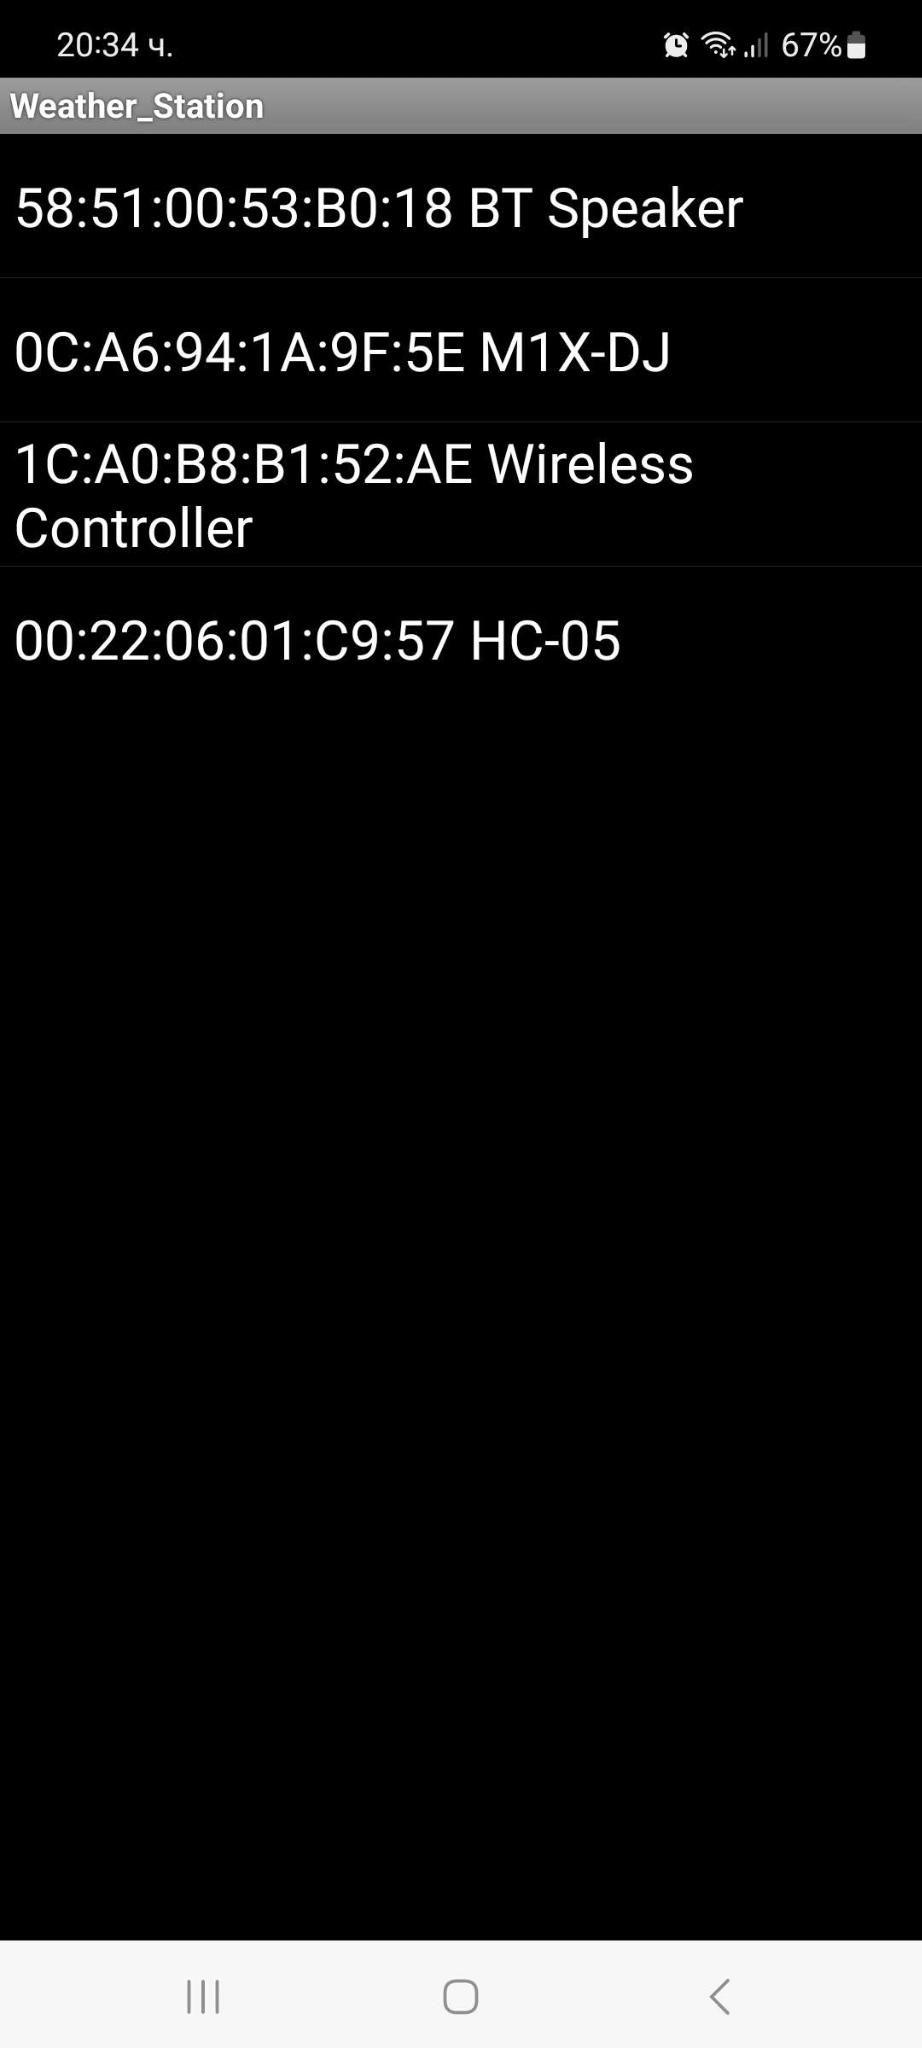 20:34 ч.
67%
Weather_Station
58:51:00:53:B0:18 BT Speaker
0C:A6:94:1A:9F:5E M1X-DJ
1C:A0:B8:B1:52:AE Wireless
Controller
00:22:06:01:C9:57 HC-05